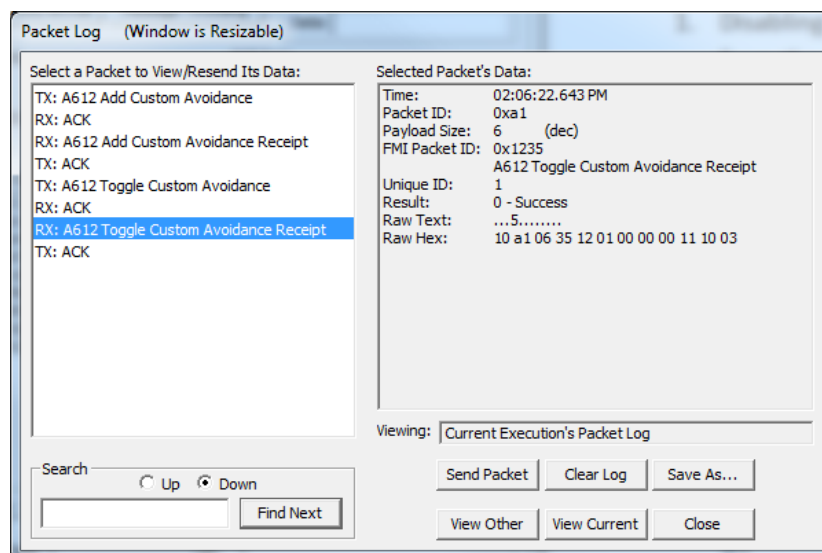 Packet Log (Window is Resizable)
Select a Packet to View/Resend Its Data:
TX: A612 Add Custom Avoidance
RX: ACK
RX: A612 Add Custom Avoidance Receipt
TX: ACK
TX: A612 Toggle Custom Avoidance
RX: ACK
RX: A612 Toggle Custom Avoidance Receipt
TX: ACK
Search
Up Down
Find Next
Selected Packet's Data:
Time: 02:06:22.643 PM
Packet ID: 0xa1
Payload Size: 6 (dec)
FMI Packet ID: 0x1235
A612 Toggle Custom Avoidance Receipt
Unique ID: 1
Result: 0 - Success
Raw Text: ...5........
Raw Hex: 10 a1 06 35 12 01 00 00 00 11 10 03
Viewing: Current Execution's Packet Log
Send Packet Clear Log Save As...
View Other View Current Close